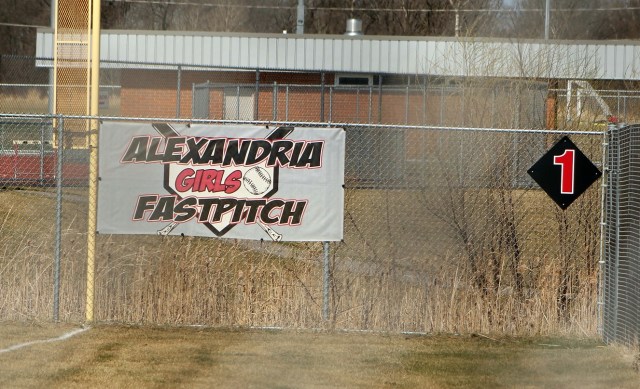 ALEXANDRIA
GIRLS
FASTPITCH
1